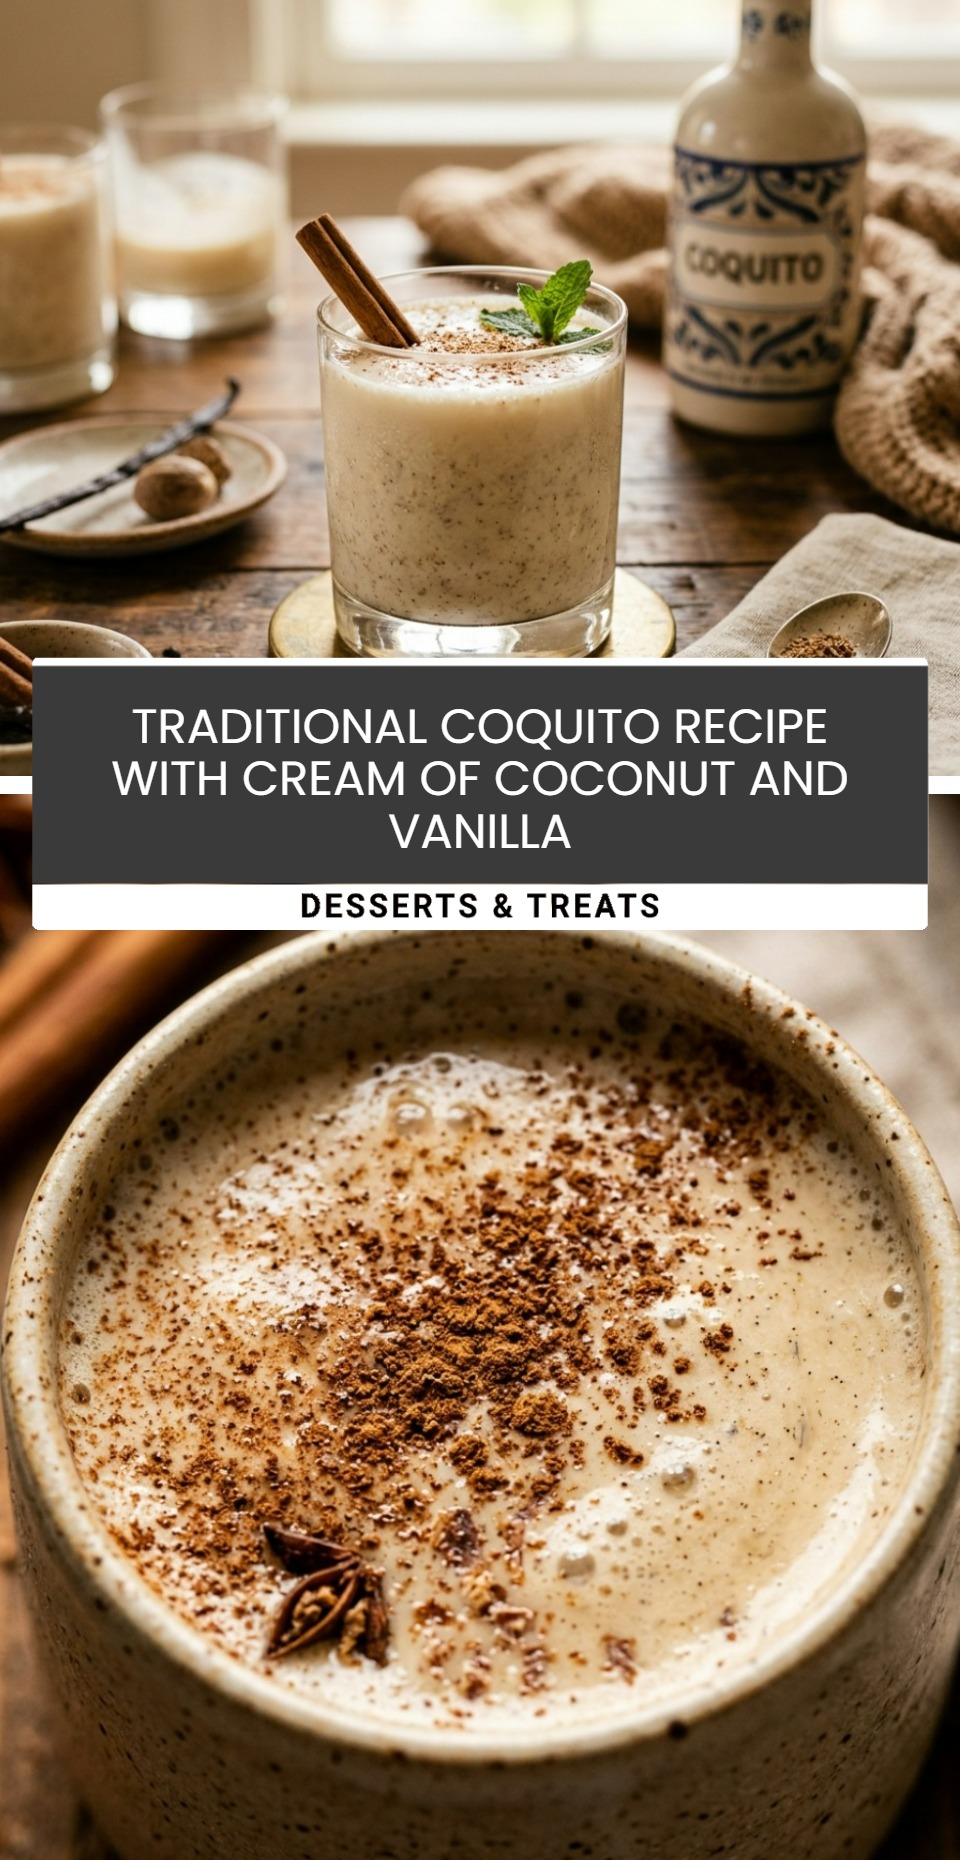 COQUITO
TRADITIONAL COQUITO RECIPE
WITH CREAM OF COCONUT AND
VANILLA
DESSERTS & TREATS